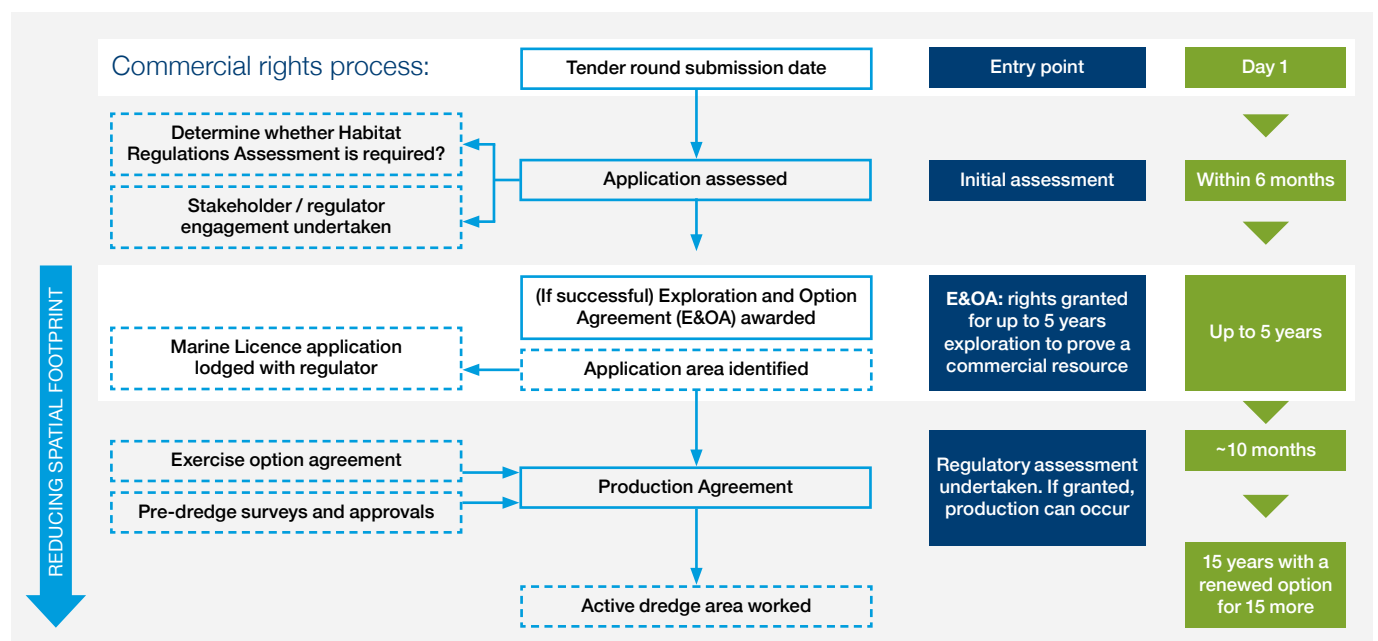 Commercial rights process:
Tender round submission date
Entry point
Day 1
Determine whether Habitat
Regulations Assessment is required?
Stakeholder / regulator
engagement undertaken
Application assessed
Initial assessment
Within 6 months
REDUCING SPATIAL FOOTPRINT
(If successful) Exploration and Option
Agreement (E&OA) awarded
Marine Licence application
lodged with regulator
Application area identified
E&OA: rights granted
for up to 5 years
exploration to prove a
commercial resource
Up to 5 years
Exercise option agreement
Pre-dredge surveys and approvals
Production Agreement
Regulatory assessment
undertaken. If granted,
production can occur
~10 months
Active dredge area worked
15 years with a
renewed option
for 15 more